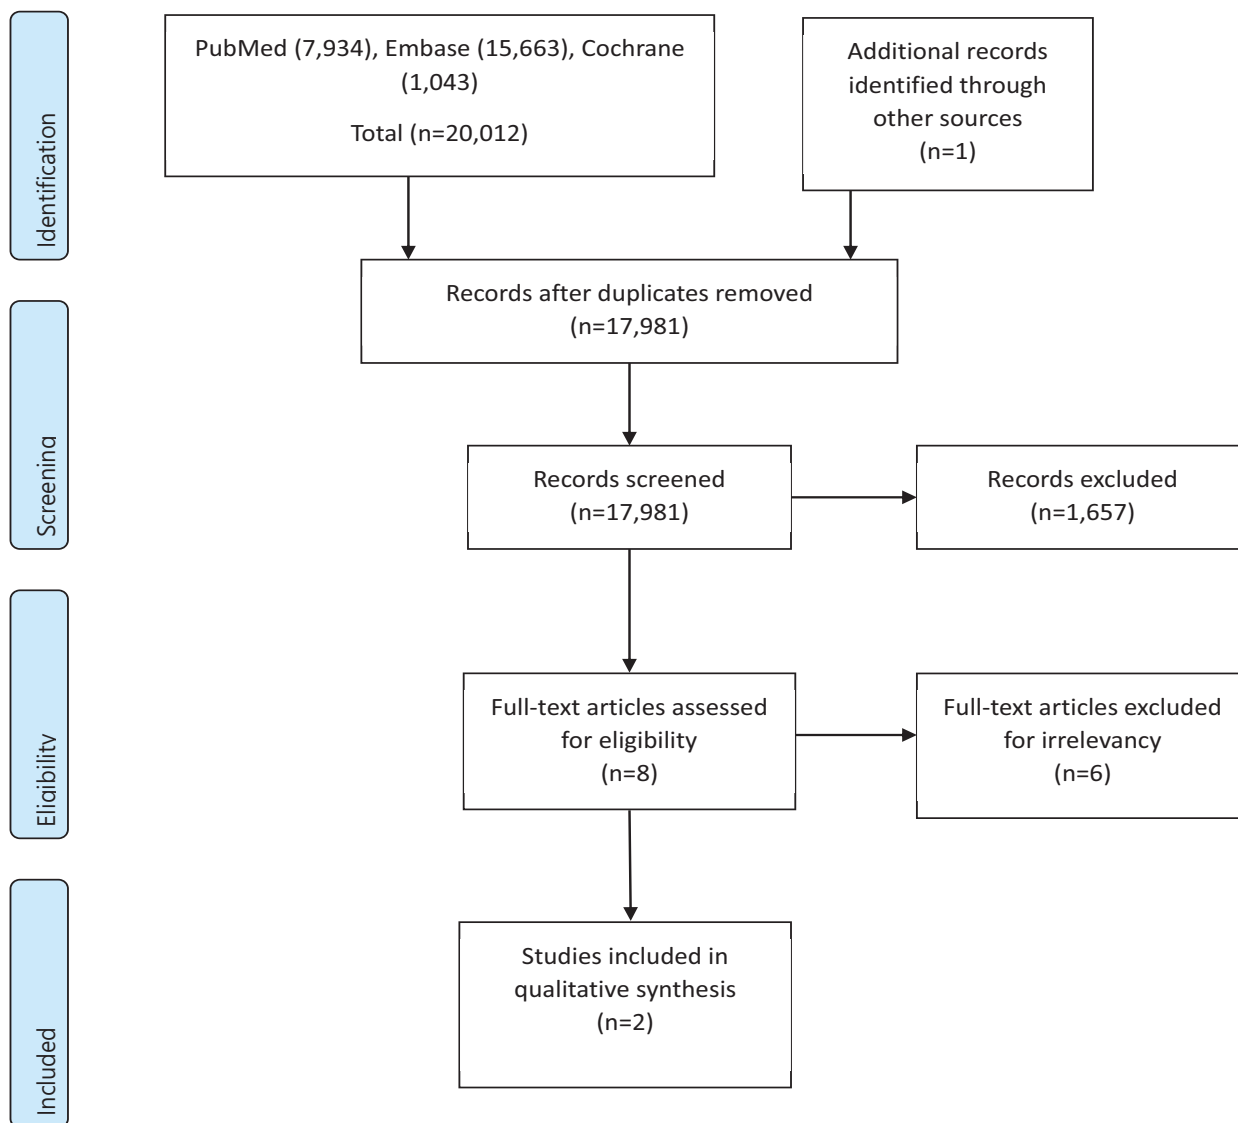 Identification
PubMed (7,934), Embase (15,663), Cochrane
(1,043)
Total (n=20,012)
Additional records
identified through
other sources
(n=1)
Records after duplicates removed
(n=17,981)
Screening
Records screened
(n=17,981)
Records excluded
(n=1,657)
Eligibility
Full-text articles assessed
for eligibility
(n=8)
Full-text articles excluded
for irrelevancy
(n=6)
Included
Studies included in
qualitative synthesis
(n=2)